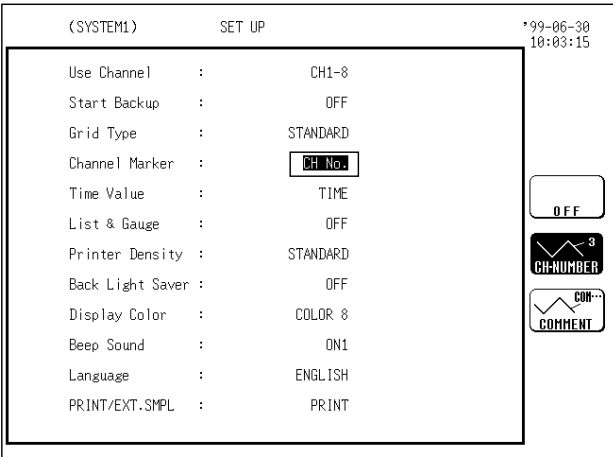 (SYSTEM1) SET UP '99-06-30
10:03:15
Use Channel : CH1-8
Start Backup : OFF
Grid Type : STANDARD
Channel Marker : CH No.
Time Value : TIME
List & Gauge : OFF
Printer Density : STANDARD
Back Light Saver : OFF
Display Color : COLOR 8
Beep Sound : ON1
Language : ENGLISH
PRINT/EXT.SMPL : PRINT
OFF
3
CH-NUMBER
COM···
COMMENT